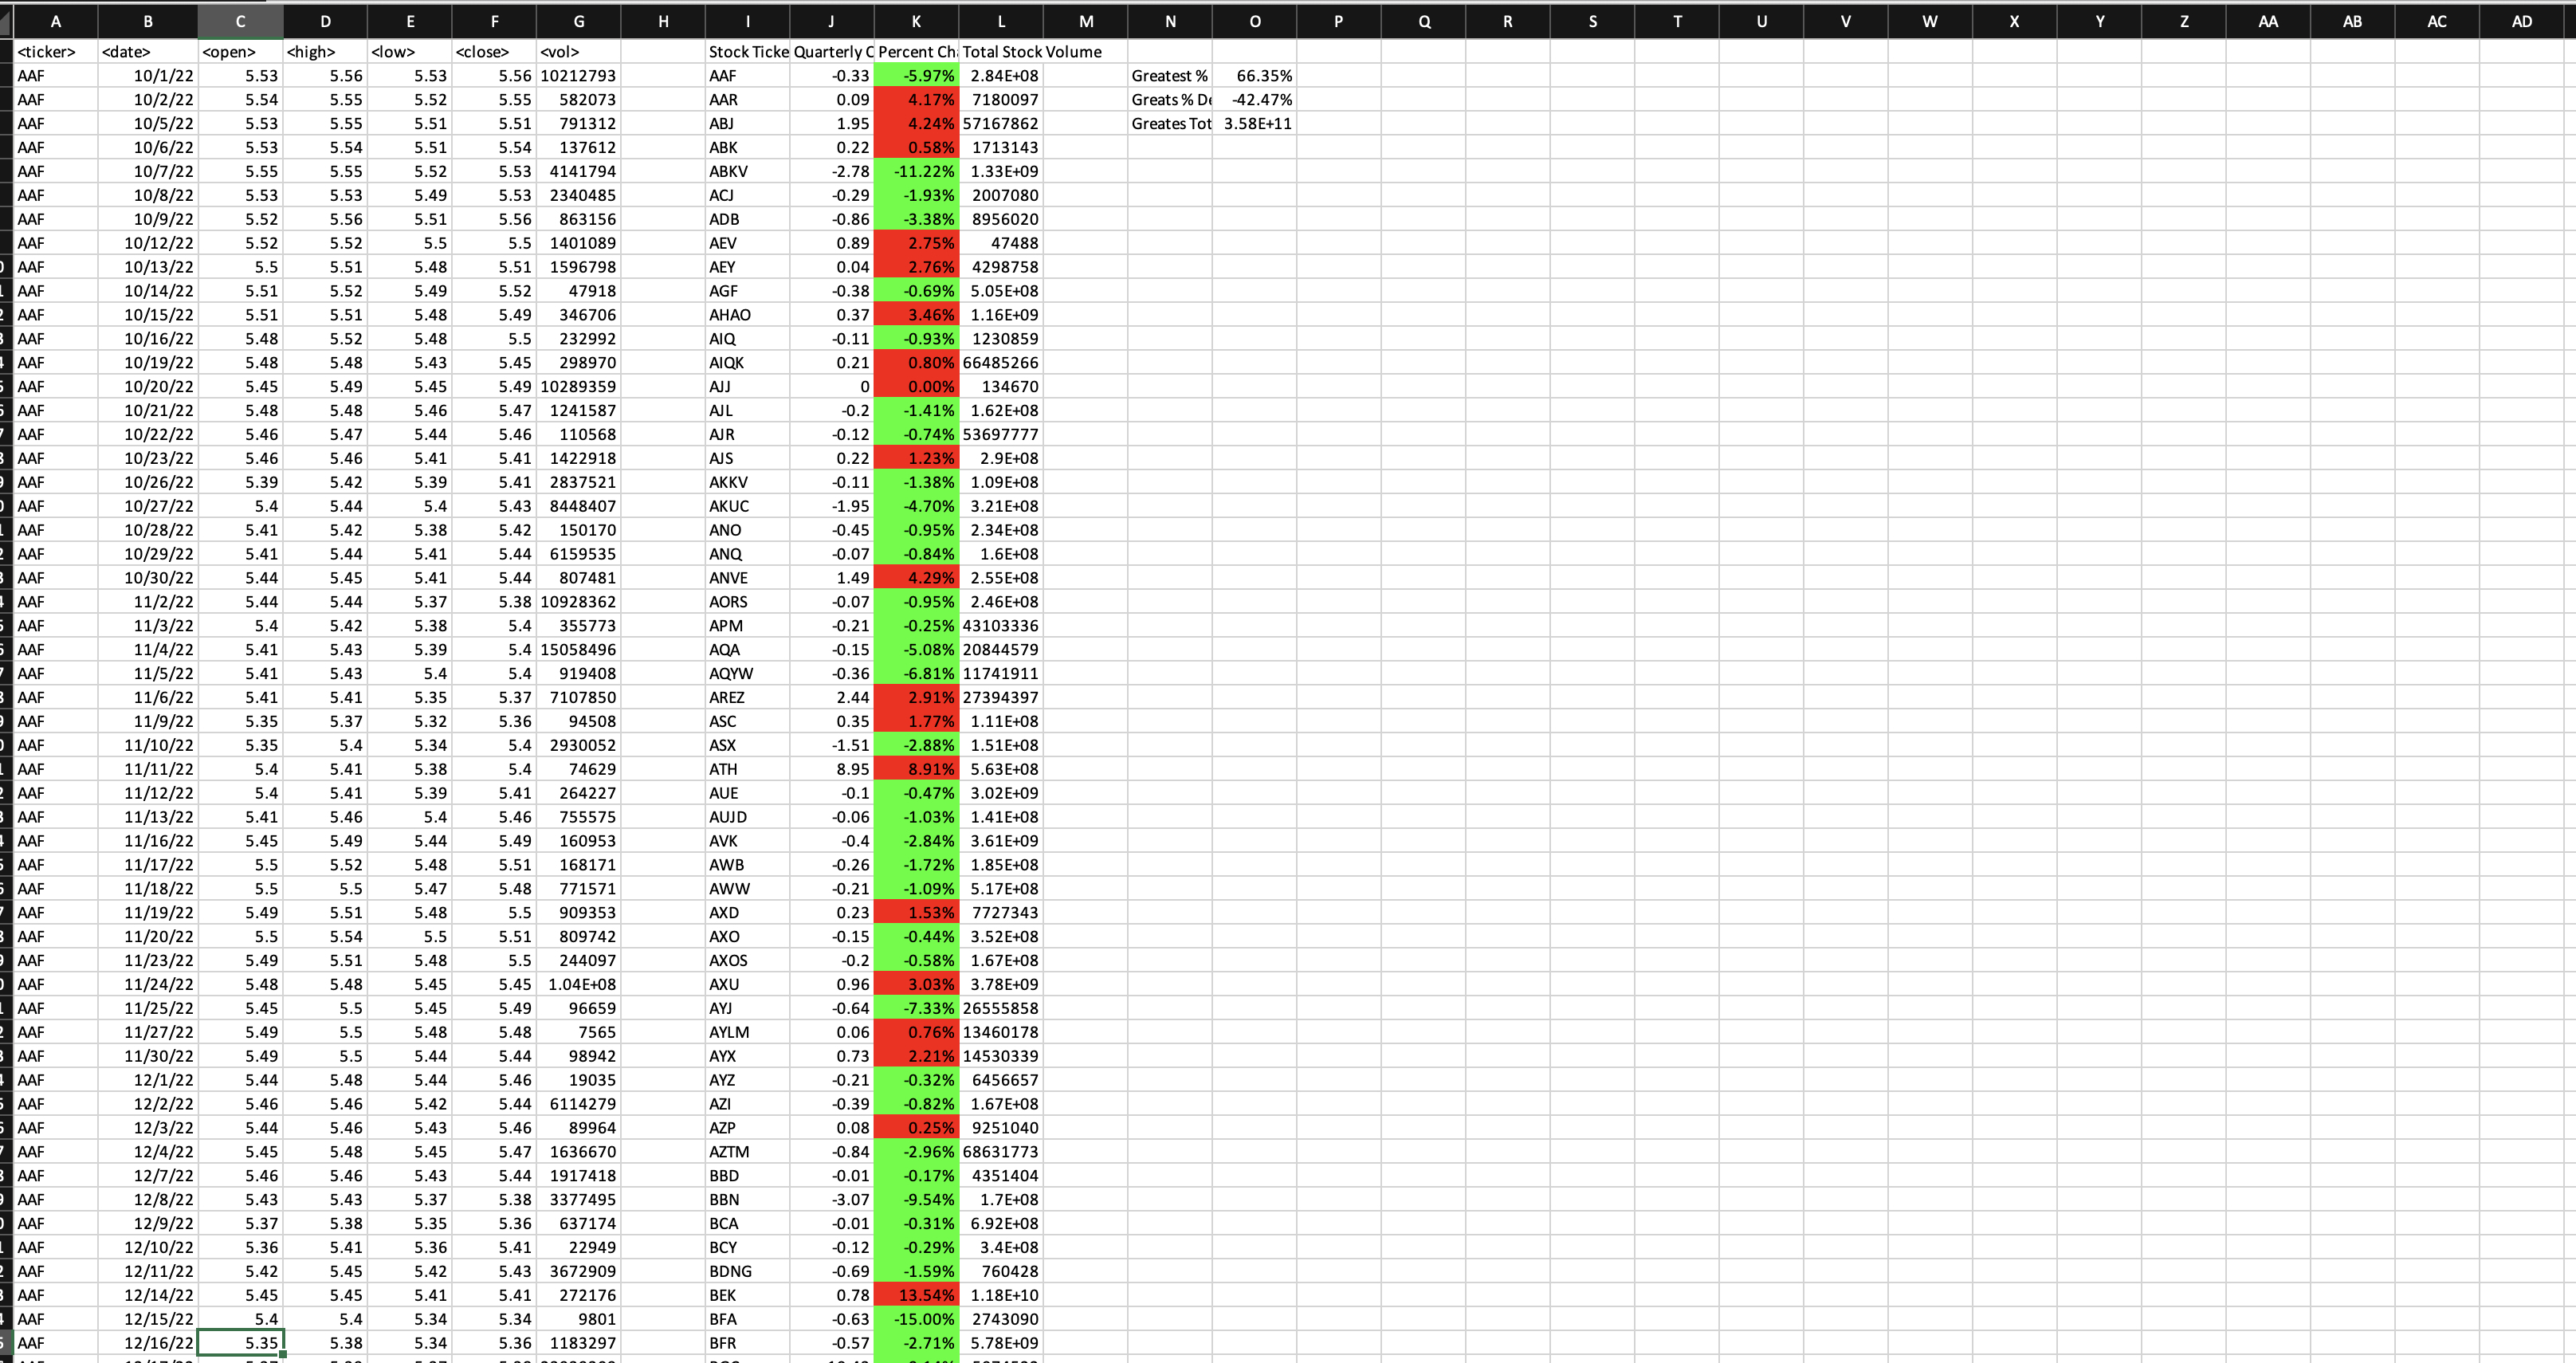 A B C D E F G H I J K L M N O P Q R S T U V W X Y Z AA AB AC AD
<ticker> <date> <open> <high> <low> <close> <vol> Stock Ticke Quarterly C Percent Ch Total Stock Volume
AAF 10/1/22 5.53 5.56 5.53 5.56 10212793 AAF -0.33 -5.97% 2.84E+08 Greatest % 66.35%
AAF 10/2/22 5.54 5.55 5.52 5.55 582073 AAR 0.09 4.17% 7180097 Greats % De -42.47%
AAF 10/5/22 5.53 5.55 5.51 5.51 791312 ABJ 1.95 4.24% 57167862 Greates Tot 3.58E+11
AAF 10/6/22 5.53 5.54 5.51 5.54 137612 ABK 0.22 0.58% 1713143
AAF 10/7/22 5.55 5.55 5.52 5.53 4141794 ABKV -2.78 -11.22% 1.33E+09
AAF 10/8/22 5.53 5.53 5.49 5.53 2340485 ACJ -0.29 -1.93% 2007080
AAF 10/9/22 5.52 5.56 5.51 5.56 863156 ADB -0.86 -3.38% 8956020
AAF 10/12/22 5.52 5.52 5.5 5.5 1401089 AEV 0.89 2.75% 47488
AAF 10/13/22 5.5 5.51 5.48 5.51 1596798 AEY 0.04 2.76% 4298758
AAF 10/14/22 5.51 5.52 5.49 5.52 47918 AGF -0.38 -0.69% 5.05E+08
AAF 10/15/22 5.51 5.51 5.48 5.49 346706 AHAO 0.37 3.46% 1.16E+09
AAF 10/16/22 5.48 5.52 5.48 5.5 232992 AIQ -0.11 -0.93% 1230859
AAF 10/19/22 5.48 5.48 5.43 5.45 298970 AIQK 0.21 0.80% 66485266
AAF 10/20/22 5.45 5.49 5.45 5.49 10289359 AJJ 0 0.00% 134670
AAF 10/21/22 5.48 5.48 5.46 5.47 1241587 AJL -0.2 -1.41% 1.62E+08
AAF 10/22/22 5.46 5.47 5.44 5.46 110568 AJR -0.12 -0.74% 53697777
AAF 10/23/22 5.46 5.46 5.41 5.41 1422918 AJS 0.22 1.23% 2.9E+08
AAF 10/26/22 5.39 5.42 5.39 5.41 2837521 AKKV -0.11 -1.38% 1.09E+08
AAF 10/27/22 5.4 5.44 5.4 5.43 8448407 AKUC -1.95 -4.70% 3.21E+08
AAF 10/28/22 5.41 5.42 5.38 5.42 150170 ANO -0.45 -0.95% 2.34E+08
AAF 10/29/22 5.41 5.44 5.41 5.44 6159535 ANQ -0.07 -0.84% 1.6E+08
AAF 10/30/22 5.44 5.45 5.41 5.44 807481 ANVE 1.49 4.29% 2.55E+08
AAF 11/2/22 5.44 5.44 5.37 5.38 10928362 AORS -0.07 -0.95% 2.46E+08
AAF 11/3/22 5.4 5.42 5.38 5.4 355773 APM -0.21 -0.25% 43103336
AAF 11/4/22 5.41 5.43 5.39 5.4 15058496 AQA -0.15 -5.08% 20844579
AAF 11/5/22 5.41 5.43 5.4 5.4 919408 AQYW -0.36 -6.81% 11741911
AAF 11/6/22 5.41 5.41 5.35 5.37 7107850 AREZ 2.44 2.91% 27394397
AAF 11/9/22 5.35 5.37 5.32 5.36 94508 ASC 0.35 1.77% 1.11E+08
AAF 11/10/22 5.35 5.4 5.34 5.4 2930052 ASX -1.51 -2.88% 1.51E+08
AAF 11/11/22 5.4 5.41 5.38 5.4 74629 ATH 8.95 8.91% 5.63E+08
AAF 11/12/22 5.4 5.41 5.39 5.41 264227 AUE -0.1 -0.47% 3.02E+09
AAF 11/13/22 5.41 5.46 5.4 5.46 755575 AUJD -0.06 -1.03% 1.41E+08
AAF 11/16/22 5.45 5.49 5.44 5.49 160953 AVK -0.4 -2.84% 3.61E+09
AAF 11/17/22 5.5 5.52 5.48 5.51 168171 AWB -0.26 -1.72% 1.85E+08
AAF 11/18/22 5.5 5.5 5.47 5.48 771571 AWW -0.21 -1.09% 5.17E+08
AAF 11/19/22 5.49 5.51 5.48 5.5 909353 AXD 0.23 1.53% 7727343
AAF 11/20/22 5.5 5.54 5.5 5.51 809742 AXO -0.15 -0.44% 3.52E+08
AAF 11/23/22 5.49 5.51 5.48 5.5 244097 AXOS -0.2 -0.58% 1.67E+08
AAF 11/24/22 5.48 5.48 5.45 5.45 1.04E+08 AXU 0.96 3.03% 3.78E+09
AAF 11/25/22 5.45 5.5 5.45 5.49 96659 AYJ -0.64 -7.33% 26555858
AAF 11/27/22 5.49 5.5 5.48 5.48 7565 AYLM 0.06 0.76% 13460178
AAF 11/30/22 5.49 5.5 5.44 5.44 98942 AYX 0.73 2.21% 14530339
AAF 12/1/22 5.44 5.48 5.44 5.46 19035 AYZ -0.21 -0.32% 6456657
AAF 12/2/22 5.46 5.46 5.42 5.44 6114279 AZI -0.39 -0.82% 1.67E+08
AAF 12/3/22 5.44 5.46 5.43 5.46 89964 AZP 0.08 0.25% 9251040
AAF 12/4/22 5.45 5.48 5.45 5.47 1636670 AZTM -0.84 -2.96% 68631773
AAF 12/7/22 5.46 5.46 5.43 5.44 1917418 BBD -0.01 -0.17% 4351404
AAF 12/8/22 5.43 5.43 5.37 5.38 3377495 BBN -3.07 -9.54% 1.7E+08
AAF 12/9/22 5.37 5.38 5.35 5.36 637174 BCA -0.01 -0.31% 6.92E+08
AAF 12/10/22 5.36 5.41 5.36 5.41 22949 BCY -0.12 -0.29% 3.4E+08
AAF 12/11/22 5.42 5.45 5.42 5.43 3672909 BDNG -0.69 -1.59% 760428
AAF 12/14/22 5.45 5.45 5.41 5.41 272176 BEK 0.78 13.54% 1.18E+10
AAF 12/15/22 5.4 5.4 5.34 5.34 9801 BFA -0.63 -15.00% 2743090
AAF 12/16/22 5.35 5.38 5.34 5.36 1183297 BFR -0.57 -2.71% 5.78E+09